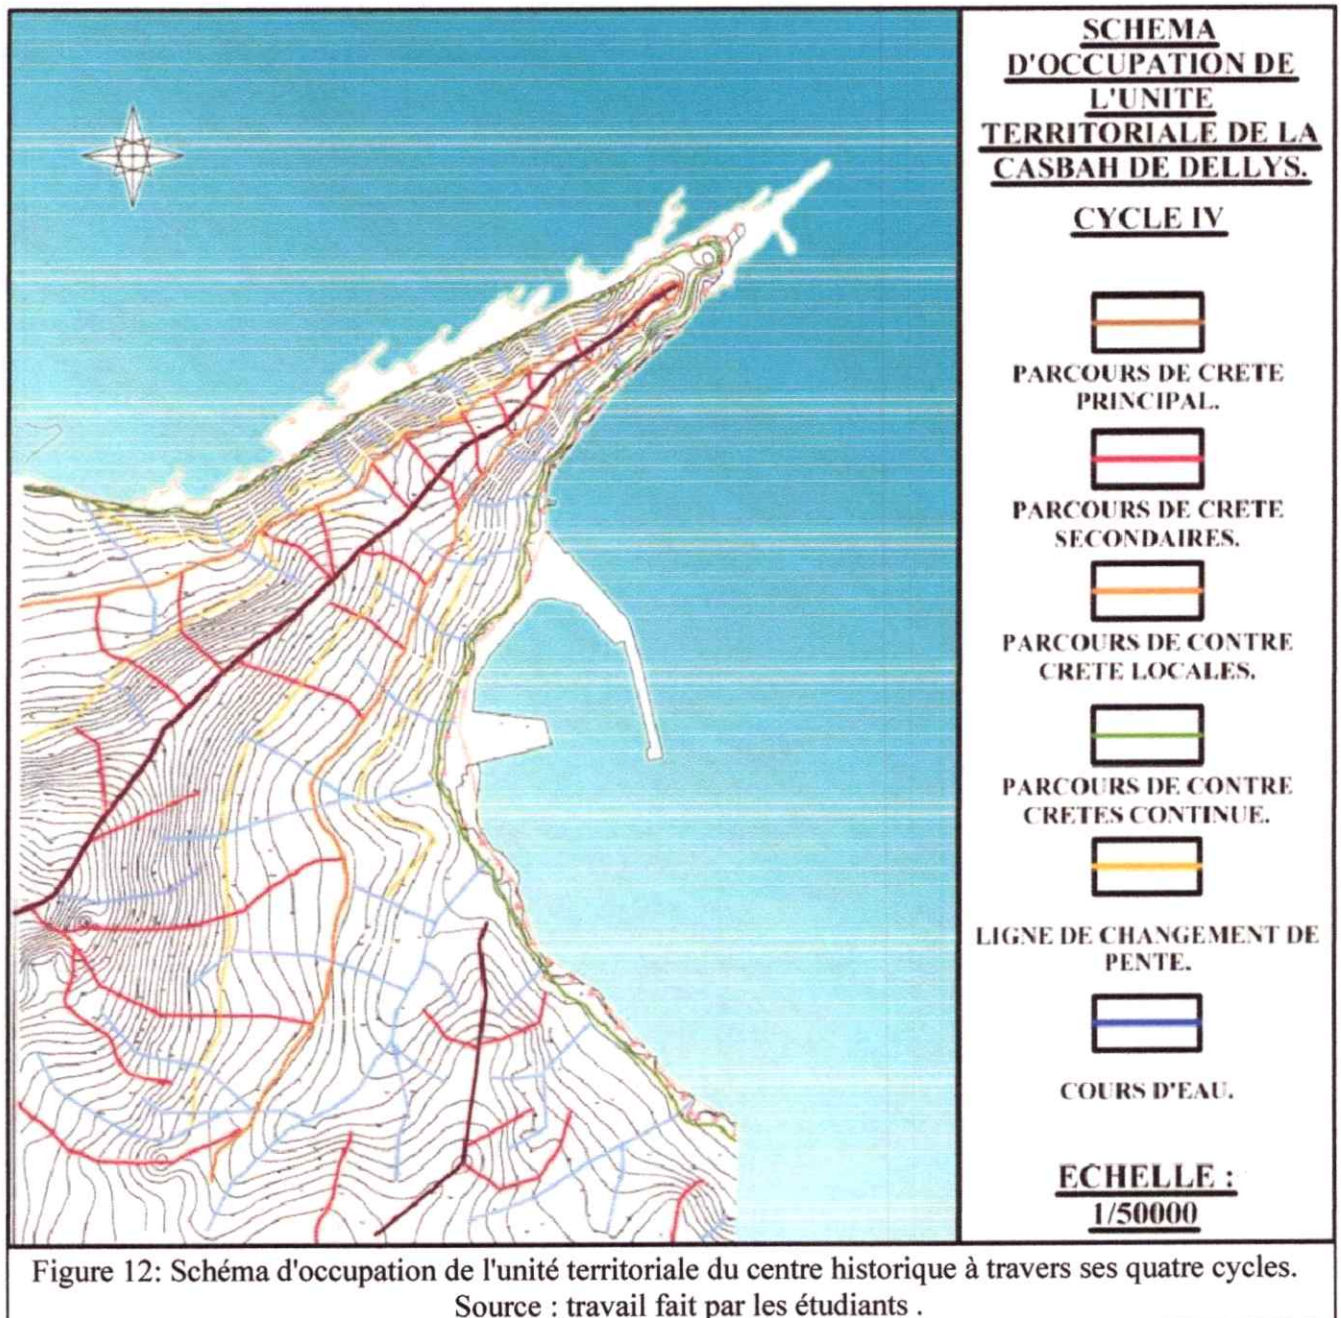 SCHEMA
D'OCCUPATION DE
L'UNITE
TERRITORIALE DE LA
CASBAH DE DELLYS.
CYCLE IV
PARCOURS DE CRETE
PRINCIPAL.
PARCOURS DE CRETE
SECONDAIRES.
PARCOURS DE CONTRE
CRETE LOCALES.
PARCOURS DE CONTRE
CRETES CONTINUE.
LIGNE DE CHANGEMENT DE
PENTE.
COURS D'EAU.
ECHELLE :
1/50000
Figure 12: Schéma d'occupation de l'unité territoriale du centre historique à travers ses quatre cycles.
Source : travail fait par les étudiants .